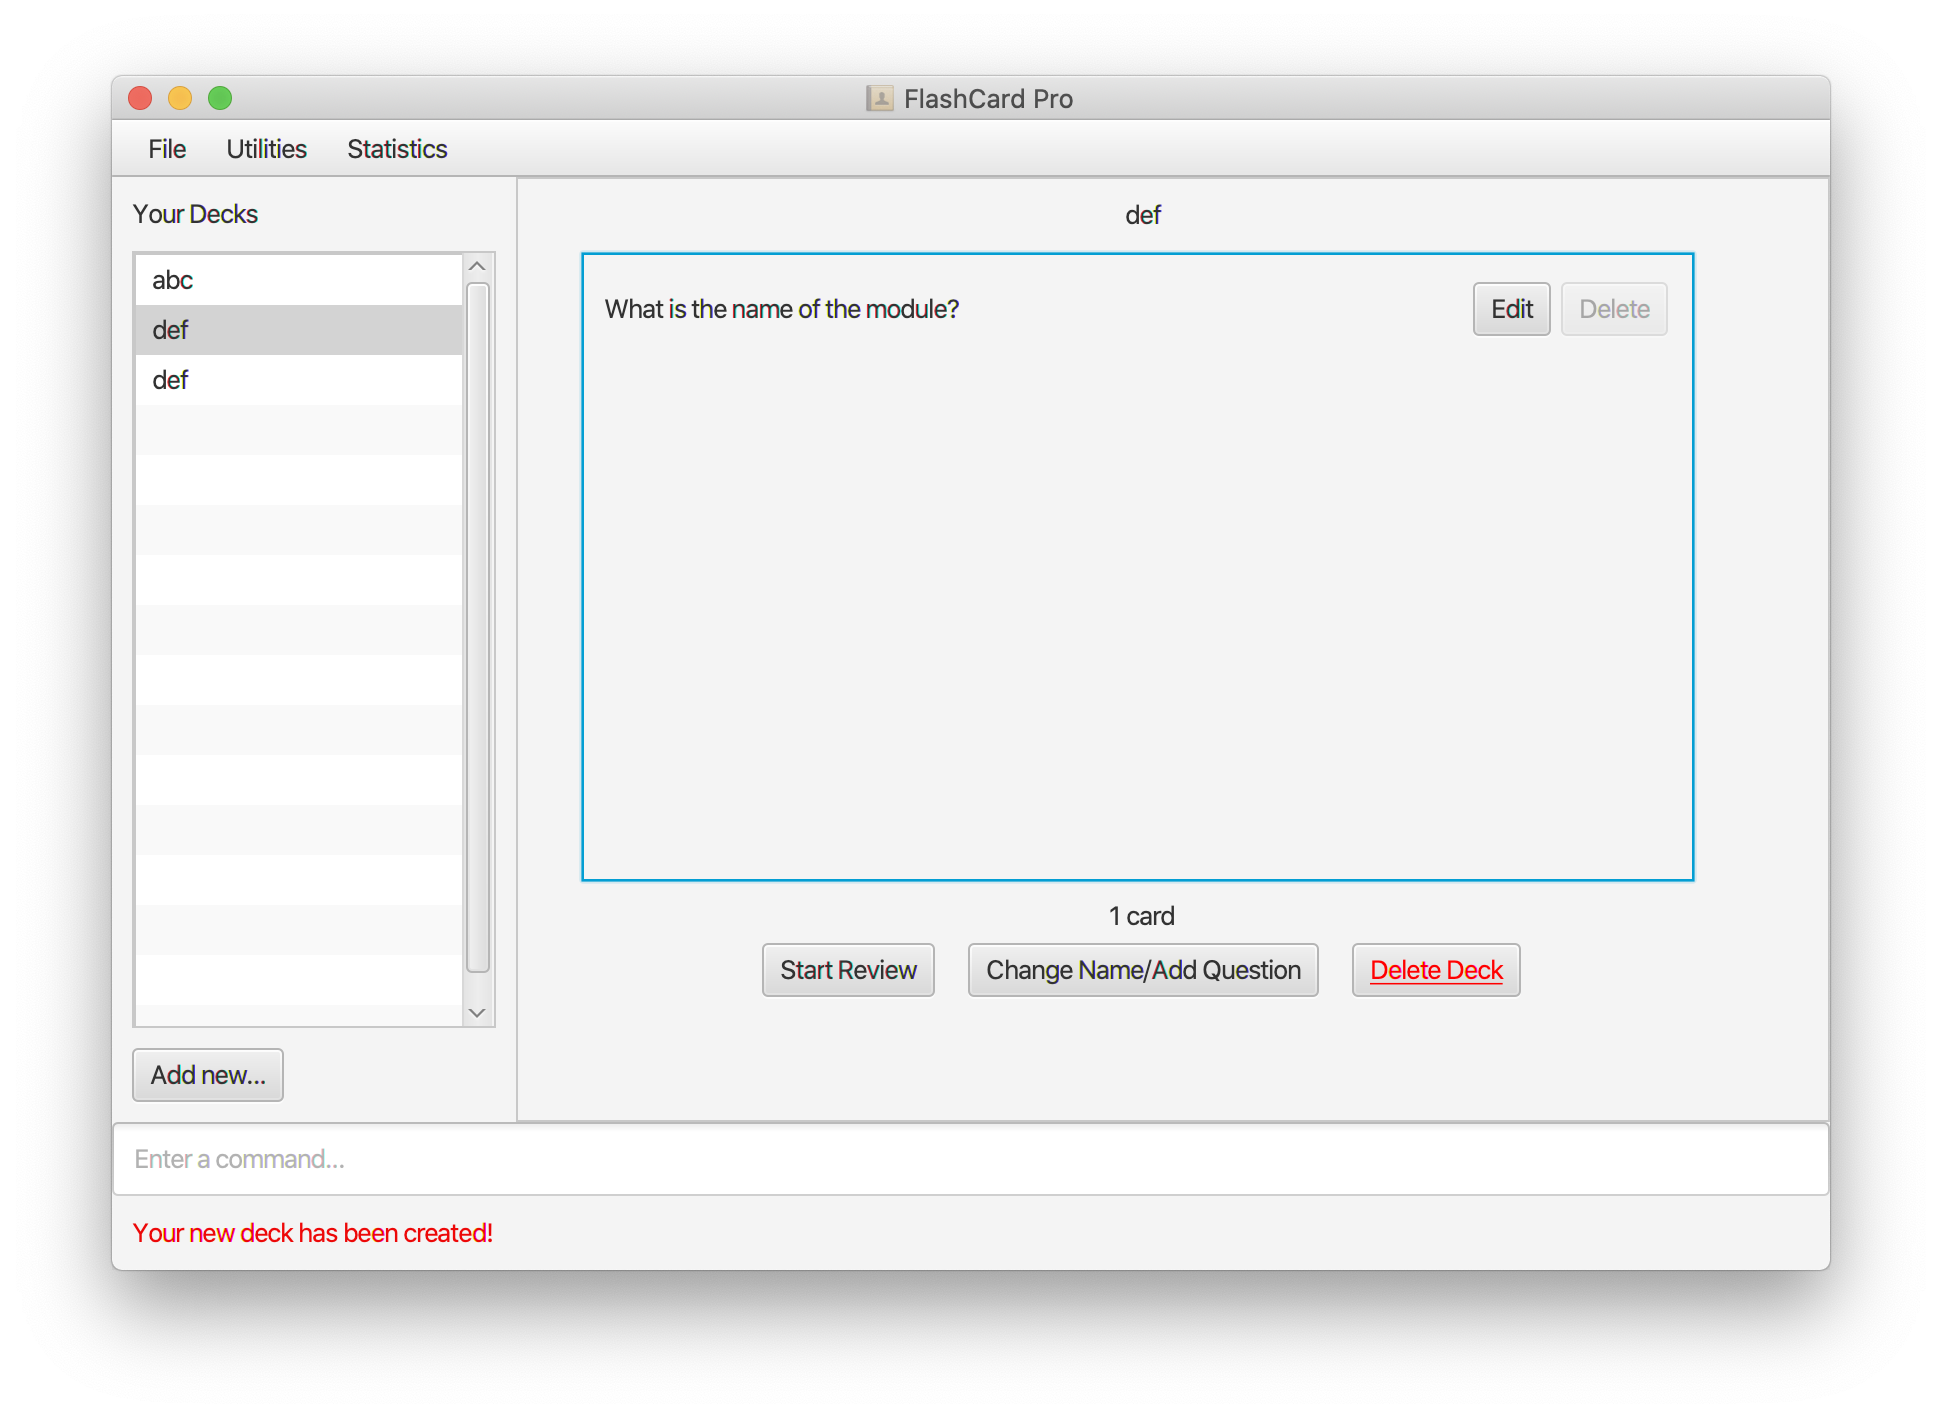 FlashCard Pro
File Utilities Statistics
Your Decks
abc
def
def
Add new...
def
What is the name of the module? Edit Delete
1 card
Start Review Change Name/Add Question Delete Deck
Enter a command...
Your new deck has been created!